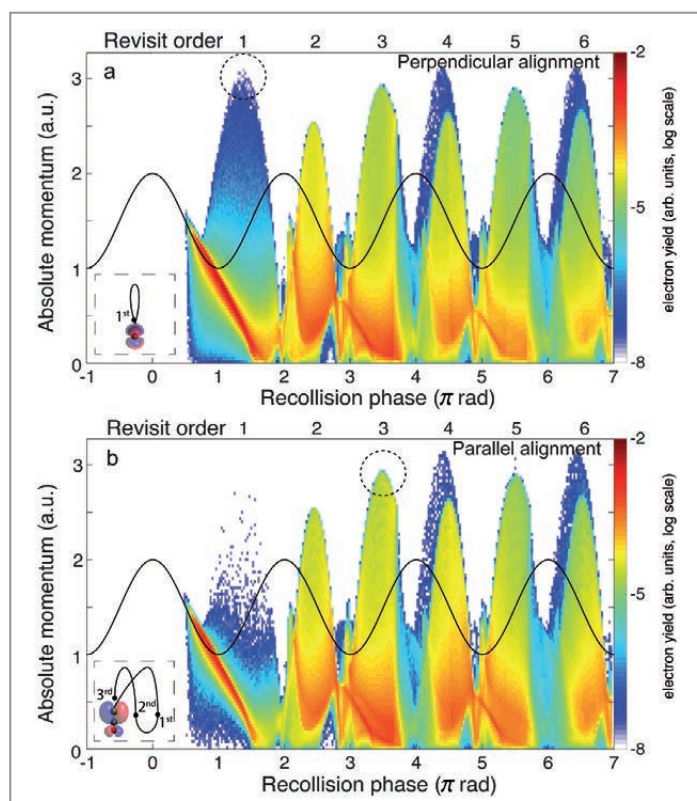 Revisit order 1 2 3 4 5 6
a Perpendicular alignment
Absolute momentum (a.u.)
3
2
1
0
1st
-1 0 1 2 3 4 5 6 7
Recollision phase (π rad)
-2
-5
-8
electron yield (arb. units, log scale)
Revisit order 1 2 3 4 5 6
b Parallel alignment
Absolute momentum (a.u.)
3
2
1
0
3rd 2nd 1st
-1 0 1 2 3 4 5 6 7
Recollision phase (π rad)
-2
-5
-8
electron yield (arb. units, log scale)